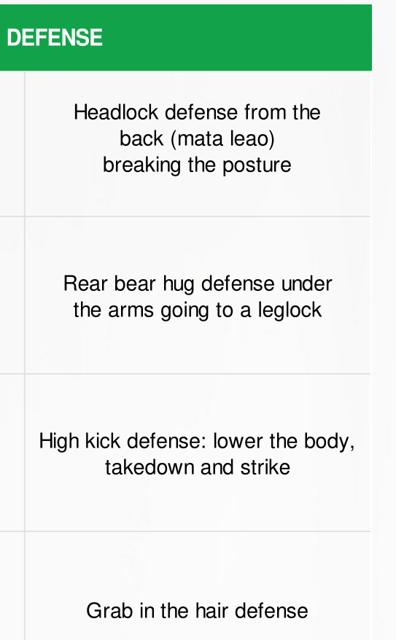 DEFENSE
Headlock defense from the
back (mata leao)
breaking the posture
Rear bear hug defense under
the arms going to a leglock
High kick defense: lower the body,
takedown and strike
Grab in the hair defense